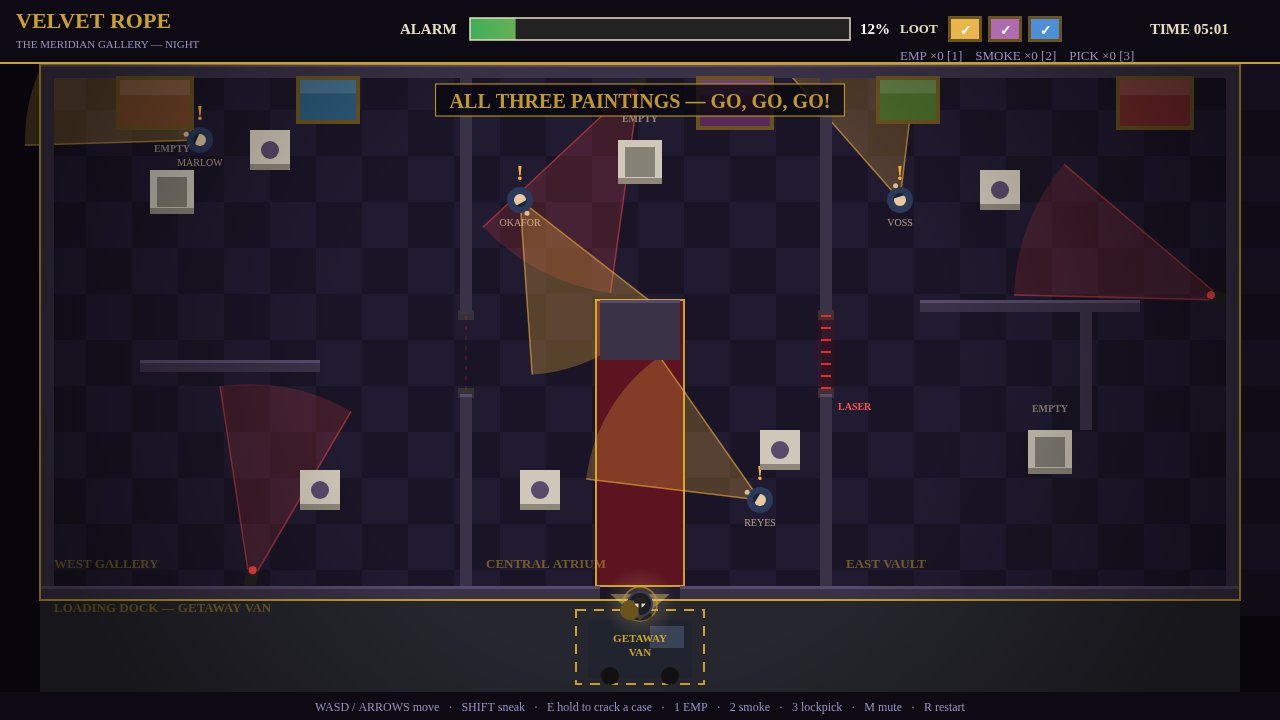 VELVET ROPE
THE MERIDIAN GALLERY — NIGHT
ALARM
12%
LOOT
✓ ✓ ✓
TIME 05:01
EMP ×0 [1] SMOKE ×0 [2] PICK ×0 [3]
ALL THREE PAINTINGS — GO, GO, GO!
!
EMPTY
MARLOW
EMPTY
!
OKAFOR
!
VOSS
LASER
EMPTY
!
REYES
WEST GALLERY
CENTRAL ATRIUM
EAST VAULT
LOADING DOCK — GETAWAY VAN
GETAWAY
VAN
WASD / ARROWS move · SHIFT sneak · E hold to crack a case · 1 EMP · 2 smoke · 3 lockpick · M mute · R restart